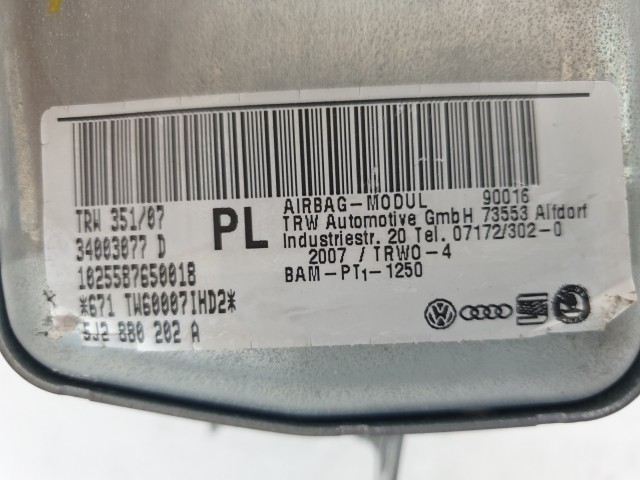 TRW 351/07
34003077 D
1025587650018
*671 TW60007IHD2*
5J2 880 202 A
PL
AIRBAG-MODUL 90016
TRW Automotive GmbH 73553 Alfdorf
Industriestr. 20 Tel. 07172/302-0
2007 / TRWO-4
BAM-PT1-1250